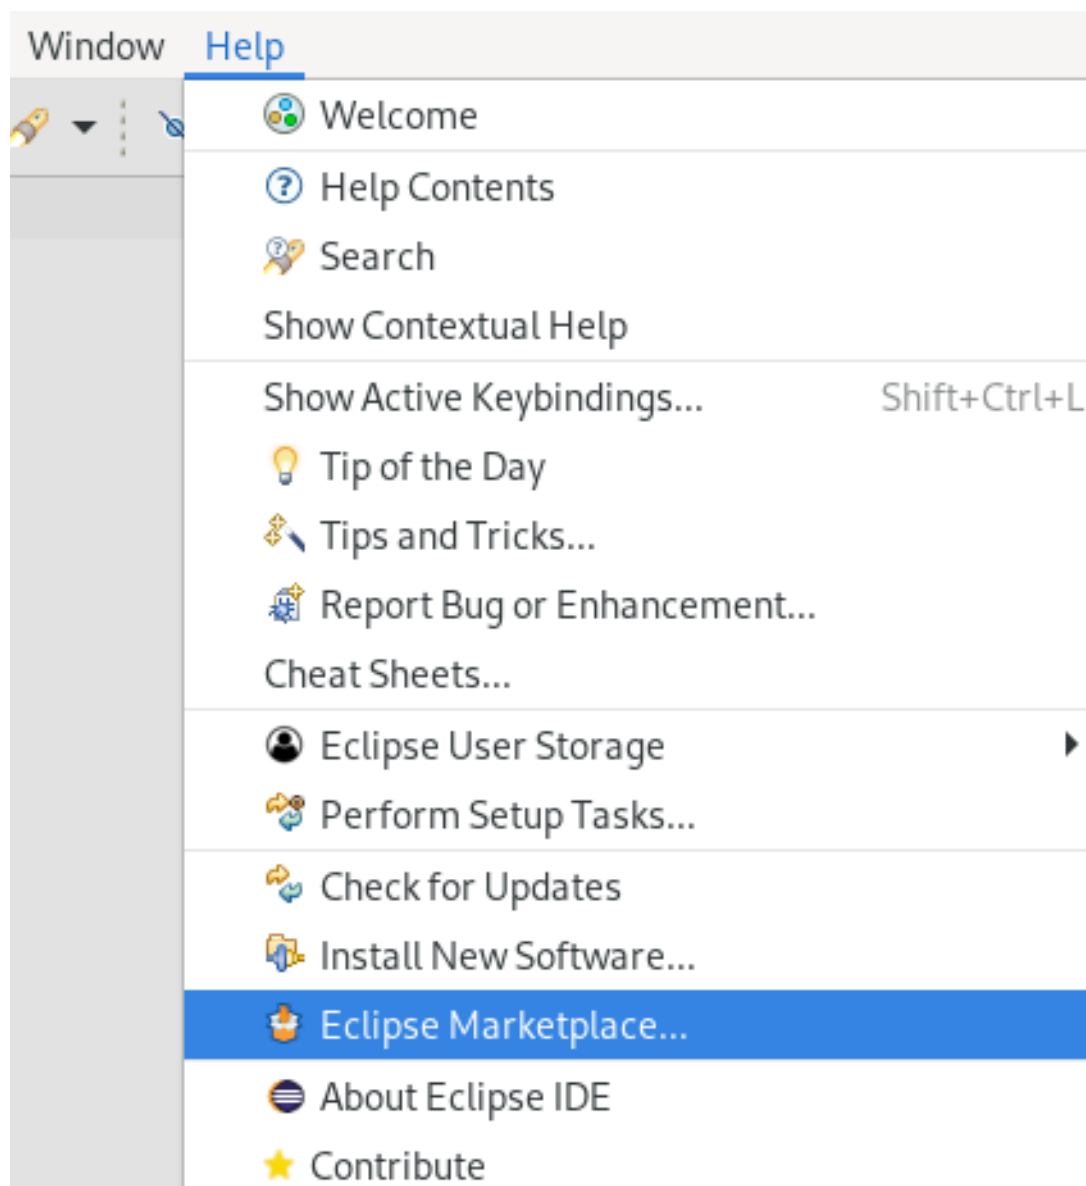 Window Help
Welcome
Help Contents
Search
Show Contextual Help
Show Active Keybindings... Shift+Ctrl+L
Tip of the Day
Tips and Tricks...
Report Bug or Enhancement...
Cheat Sheets...
Eclipse User Storage
Perform Setup Tasks...
Check for Updates
Install New Software...
Eclipse Marketplace...
About Eclipse IDE
Contribute